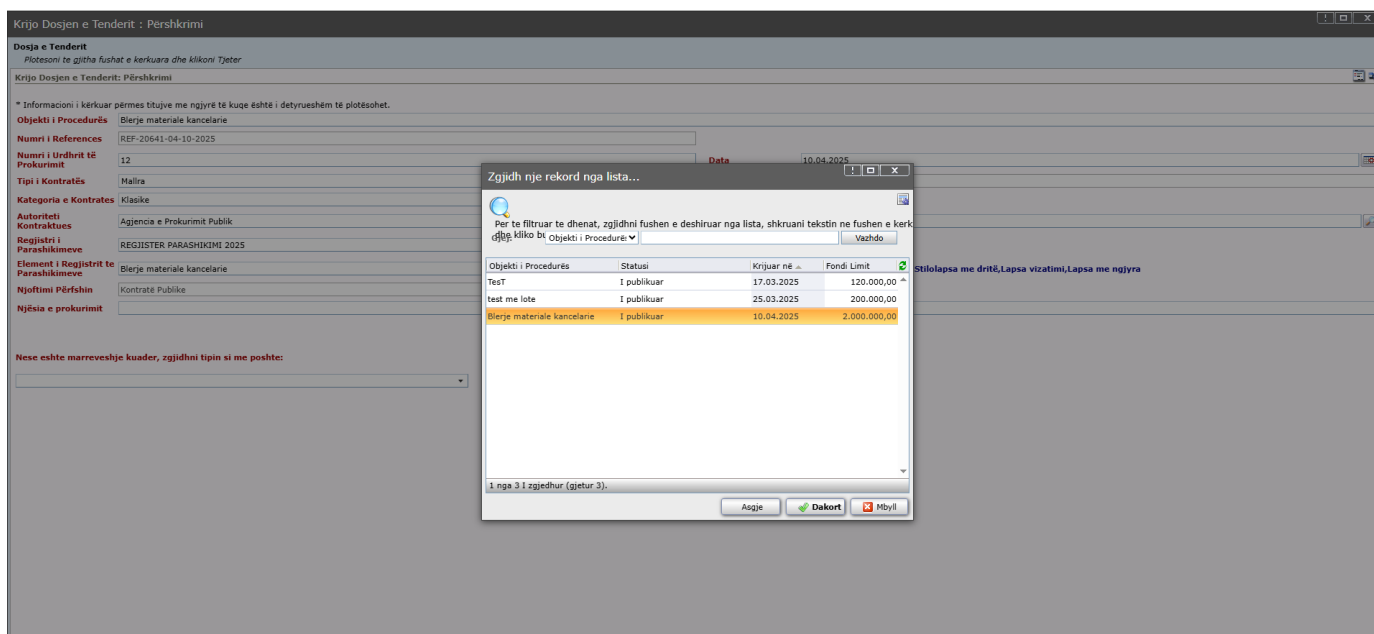 Krijo Dosjen e Tenderit : Përshkrimi
Dosja e Tenderit
Plotesoni te gjitha fushat e kerkuara dhe klikoni Tjeter
Krijo Dosjen e Tenderit: Përshkrimi
* Informacioni i kërkuar përmes titujve me ngjyrë të kuqe është i detyrueshëm të plotësohet.
Objekti i Procedurës Blerje materiale kancelarie
Numri i References REF-20641-04-10-2025
Numri i Urdhrit të Prokurimit 12 Data 10.04.2025
Tipi i Kontratës Mallra
Kategoria e Kontrates Klasike
Autoriteti Kontraktues Agjencia e Prokurimit Publik
Regjistri i Parashikimeve REGJISTER PARASHIKIMI 2025
Element i Regjistrit te Parashikimeve Blerje materiale kancelarie Stilolapsa me dritë,Lapsa vizatimi,Lapsa me ngjyra
Njoftimi Përfshin Kontratë Publike
Njësia e prokurimit
Nese eshte marreveshje kuader, zgjidhni tipin si me poshte:
Zgjidh nje rekord nga lista...
Per te filtruar te dhenat, zgjidhni fushen e deshiruar nga lista, shkruani tekstin ne fushen e kerk
dhe kliko bu
Gjej: Objekti i Procedurës Vazhdo
Objekti i Procedurës Statusi Krijuar në Fondi Limit
TesT I publikuar 17.03.2025 120.000,00
test me lote I publikuar 25.03.2025 200.000,00
Blerje materiale kancelarie I publikuar 10.04.2025 2.000.000,00
1 nga 3 I zgjedhur (gjetur 3).
Asgje Dakort Mbyll